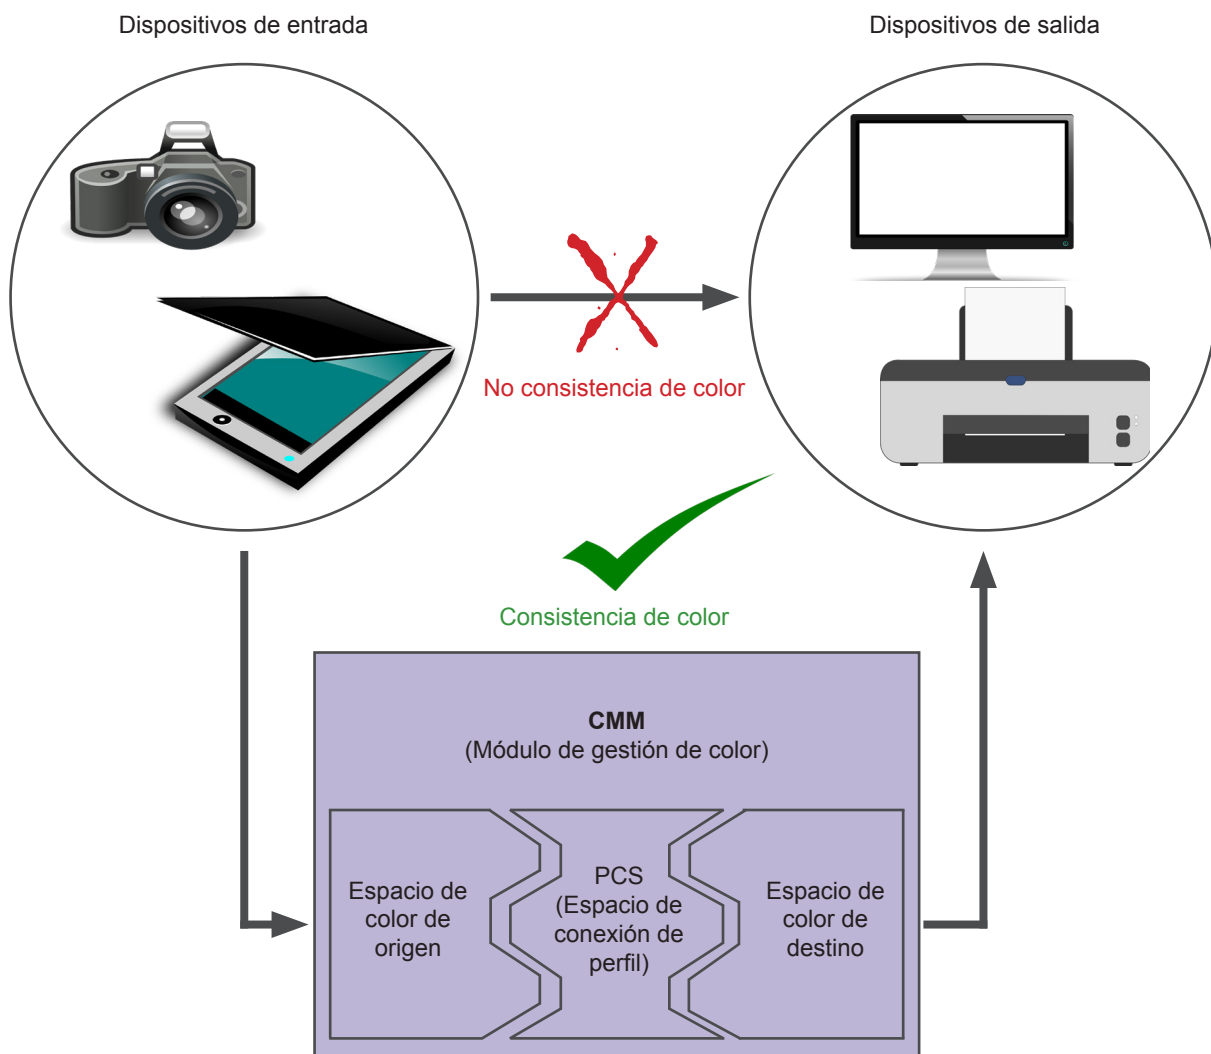 Dispositivos de entrada
Dispositivos de salida
No consistencia de color
Consistencia de color
CMM
(Módulo de gestión de color)
Espacio de
color de
origen
PCS
(Espacio de
conexión de
perfil)
Espacio de
color de
destino